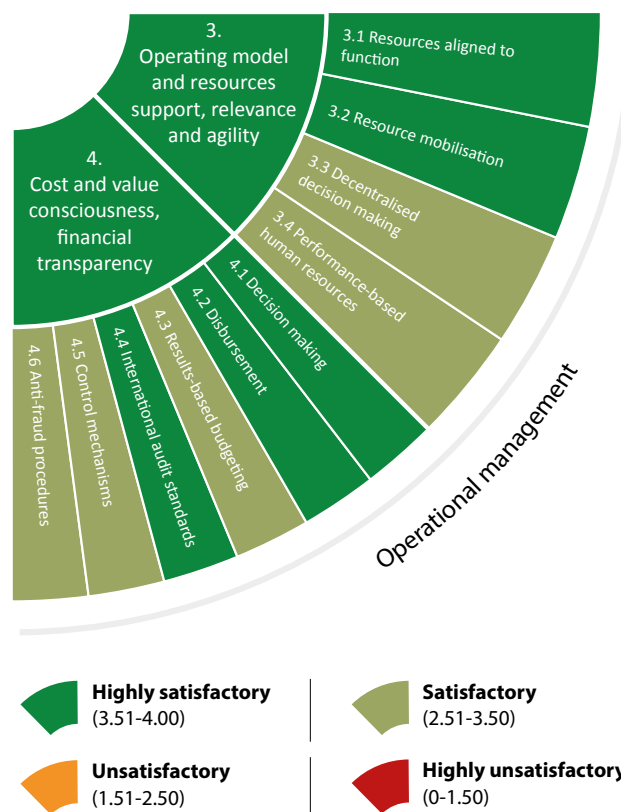 3.
Operating model
and resources
support, relevance
and agility
3.1 Resources aligned to
function
3.2 Resource mobilisation
3.3 Decentralised
decision making
3.4 Performance-based
human resources
4.
Cost and value
consciousness,
financial
transparency
4.1 Decision making
4.2 Disbursement
4.3 Results-based budgeting
4.4 International audit standards
4.5 Control mechanisms
4.6 Anti-fraud procedures
Operational management
Highly satisfactory
(3.51-4.00)
Satisfactory
(2.51-3.50)
Unsatisfactory
(1.51-2.50)
Highly unsatisfactory
(0-1.50)